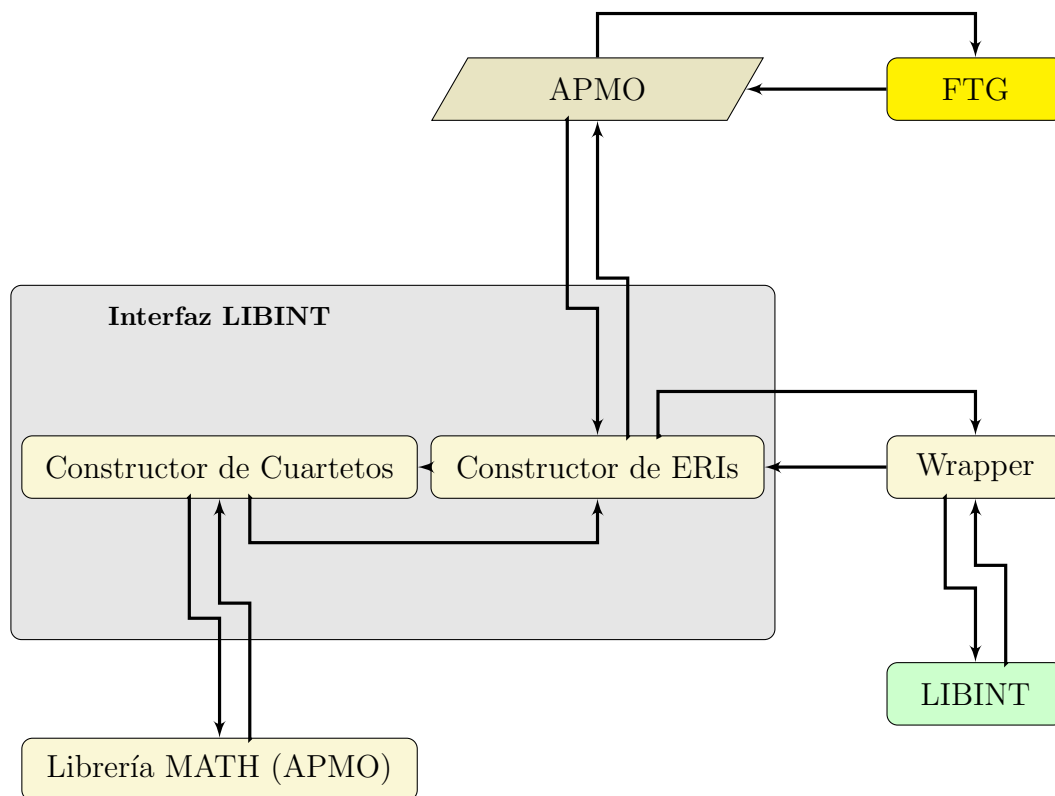 APMO
FTG
Interfaz LIBINT
Constructor de Cuartetos
Constructor de ERIs
Wrapper
LIBINT
Librería MATH (APMO)